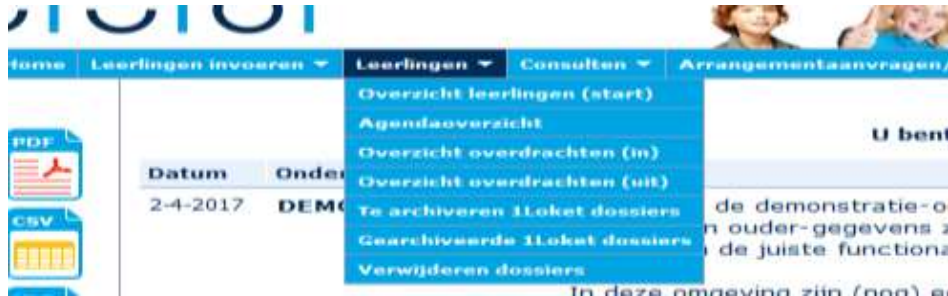 Home Leerlingen invoeren Leerlingen Consulten Arrangementaanvragen/
Overzicht leerlingen (start)
Agendaoverzicht
Overzicht overdrachten (in)
Overzicht overdrachten (uit)
Te archiveren 1Loket dossiers
Gearchiveerde 1Loket dossiers
Verwijderen dossiers
PDF
CSV
U bent
Datum Onder
2-4-2017 DEMO
de demonstratie-o
n ouder-gegevens z
de juiste functiona
In deze omgeving zijn (nog) e